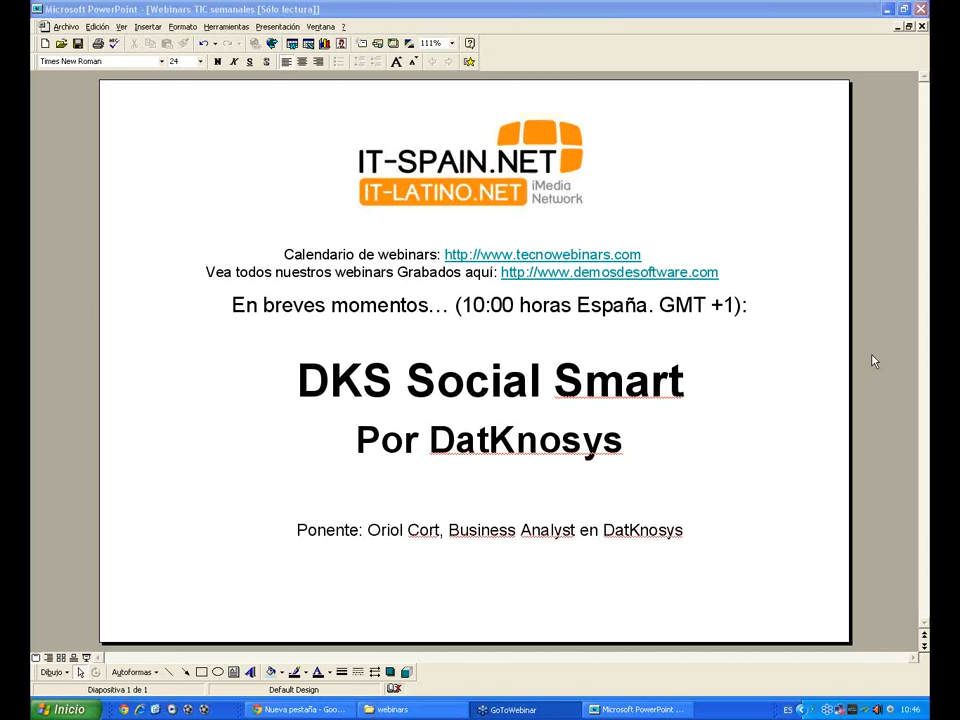 Microsoft PowerPoint - [Webinars TIC semanales [Sólo lectura]]
Archivo Edición Ver Insertar Formato Herramientas Presentación Ventana ?
111%
Times New Roman 24 N K S S
IT-SPAIN.NET
IT-LATINO.NET iMedia Network
Calendario de webinars: http://www.tecnowebinars.com
Vea todos nuestros webinars Grabados aquí: http://www.demosdesoftware.com
En breves momentos… (10:00 horas España. GMT +1):
DKS Social Smart
Por DatKnosys
Ponente: Oriol Cort, Business Analyst en DatKnosys
Dibujo Autoformas
Diapositiva 1 de 1 Default Design
Inicio Nueva pestaña - Goo... webinars GoToWebinar Microsoft PowerPoint ... ES 10:46